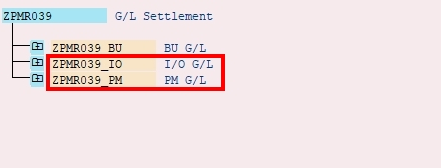 ZPMR039 G/L Settlement
ZPMR039_BU BU G/L
ZPMR039_IO I/O G/L
ZPMR039_PM PM G/L